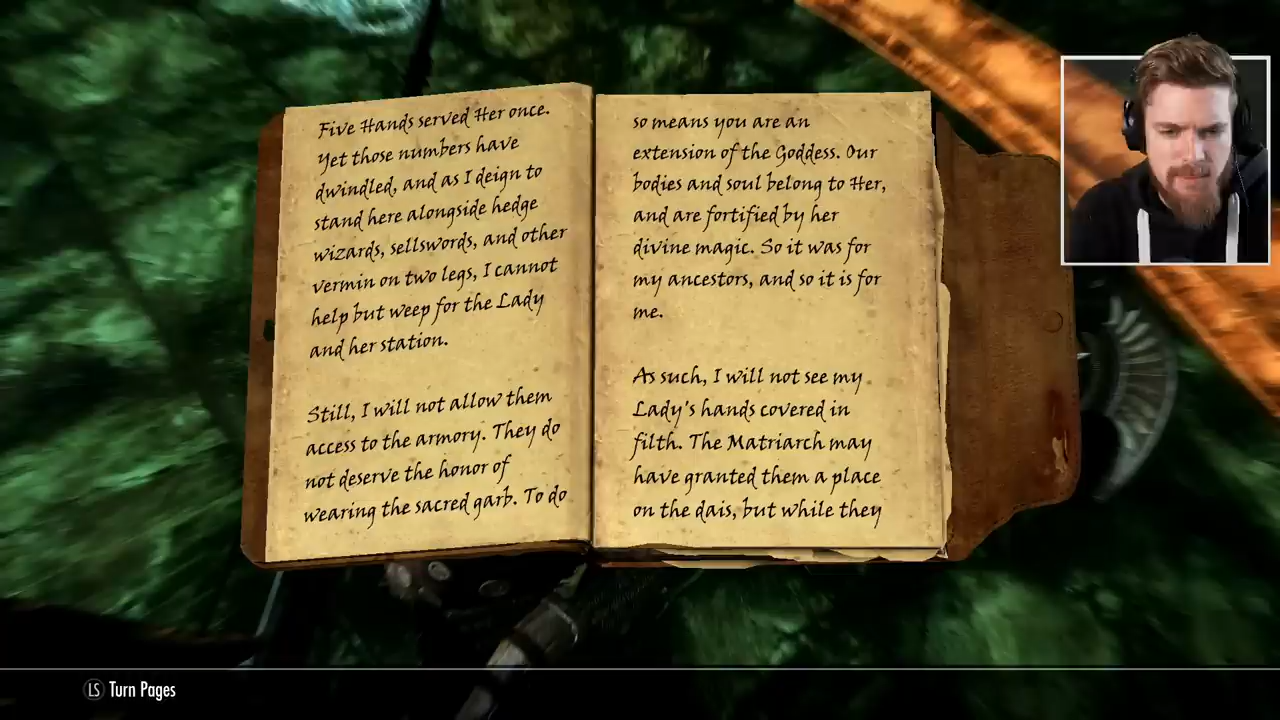 Five Hands served Her once.
Yet those numbers have
dwindled, and as I deign to
stand here alongside hedge
wizards, sellswords, and other
vermin on two legs, I cannot
help but weep for the Lady
and her station.
Still, I will not allow them
access to the armory. They do
not deserve the honor of
wearing the sacred garb. To do
so means you are an
extension of the Goddess. Our
bodies and soul belong to Her,
and are fortified by her
divine magic. So it was for
my ancestors, and so it is for
me.
As such, I will not see my
Lady's hands covered in
filth. The Matriarch may
have granted them a place
on the dais, but while they
LS Turn Pages